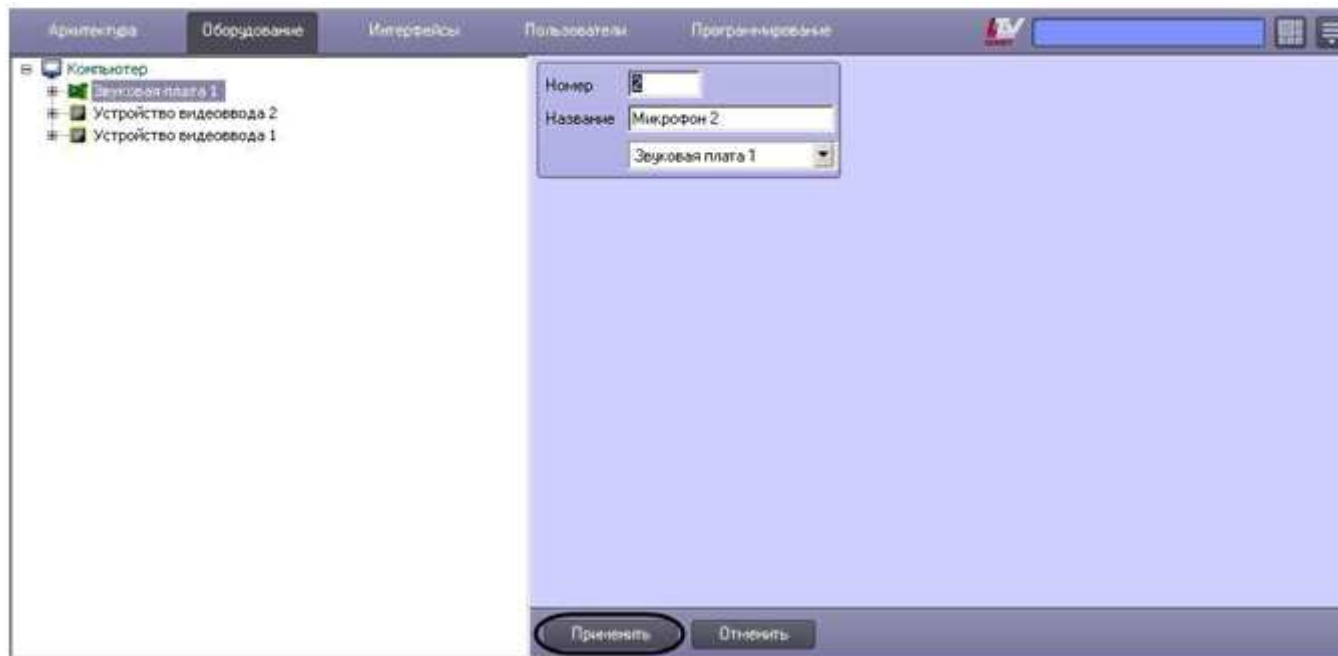 Архитектура Оборудование Интерфейсы Пользователи Программирование
Компьютер
Звуковая плата 1
Устройство видеоввода 2
Устройство видеоввода 1
Номер 2
Название Микрофон 2
Звуковая плата 1
Применить Отменить